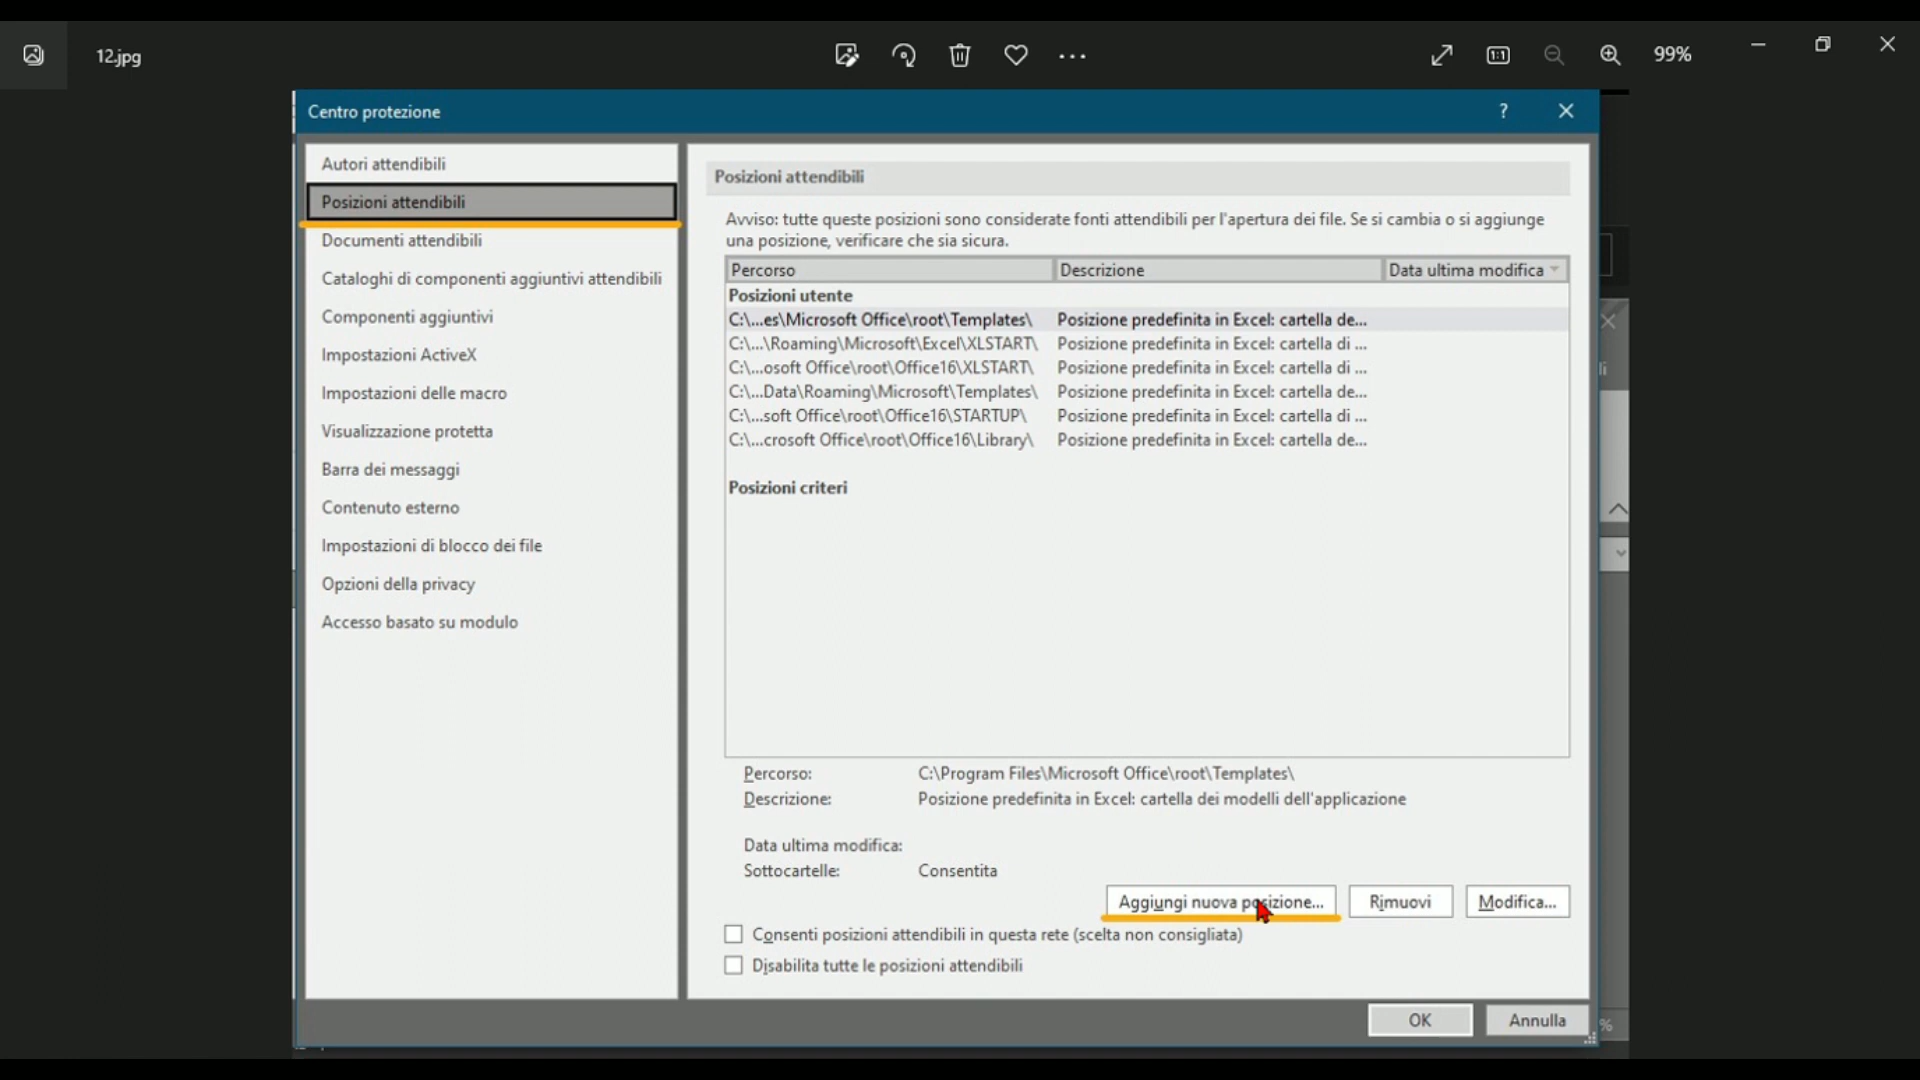 12.jpg
99%
Centro protezione
?
Autori attendibili
Posizioni attendibili
Documenti attendibili
Cataloghi di componenti aggiuntivi attendibili
Componenti aggiuntivi
Impostazioni ActiveX
Impostazioni delle macro
Visualizzazione protetta
Barra dei messaggi
Contenuto esterno
Impostazioni di blocco dei file
Opzioni della privacy
Accesso basato su modulo
Posizioni attendibili
Avviso: tutte queste posizioni sono considerate fonti attendibili per l'apertura dei file. Se si cambia o si aggiunge
una posizione, verificare che sia sicura.
Percorso Descrizione Data ultima modifica
Posizioni utente
C:\...es\Microsoft Office\root\Templates\ Posizione predefinita in Excel: cartella de...
C:\...\Roaming\Microsoft\Excel\XLSTART\ Posizione predefinita in Excel: cartella di ...
C:\...osoft Office\root\Office16\XLSTART\ Posizione predefinita in Excel: cartella di ...
C:\...Data\Roaming\Microsoft\Templates\ Posizione predefinita in Excel: cartella de...
C:\...soft Office\root\Office16\STARTUP\ Posizione predefinita in Excel: cartella di ...
C:\...crosoft Office\root\Office16\Library\ Posizione predefinita in Excel: cartella de...
Posizioni criteri
Percorso: C:\Program Files\Microsoft Office\root\Templates\
Descrizione: Posizione predefinita in Excel: cartella dei modelli dell'applicazione
Data ultima modifica:
Sottocartelle: Consentita
Aggiungi nuova posizione... Rimuovi Modifica...
Consenti posizioni attendibili in questa rete (scelta non consigliata)
Disabilita tutte le posizioni attendibili
OK Annulla
%